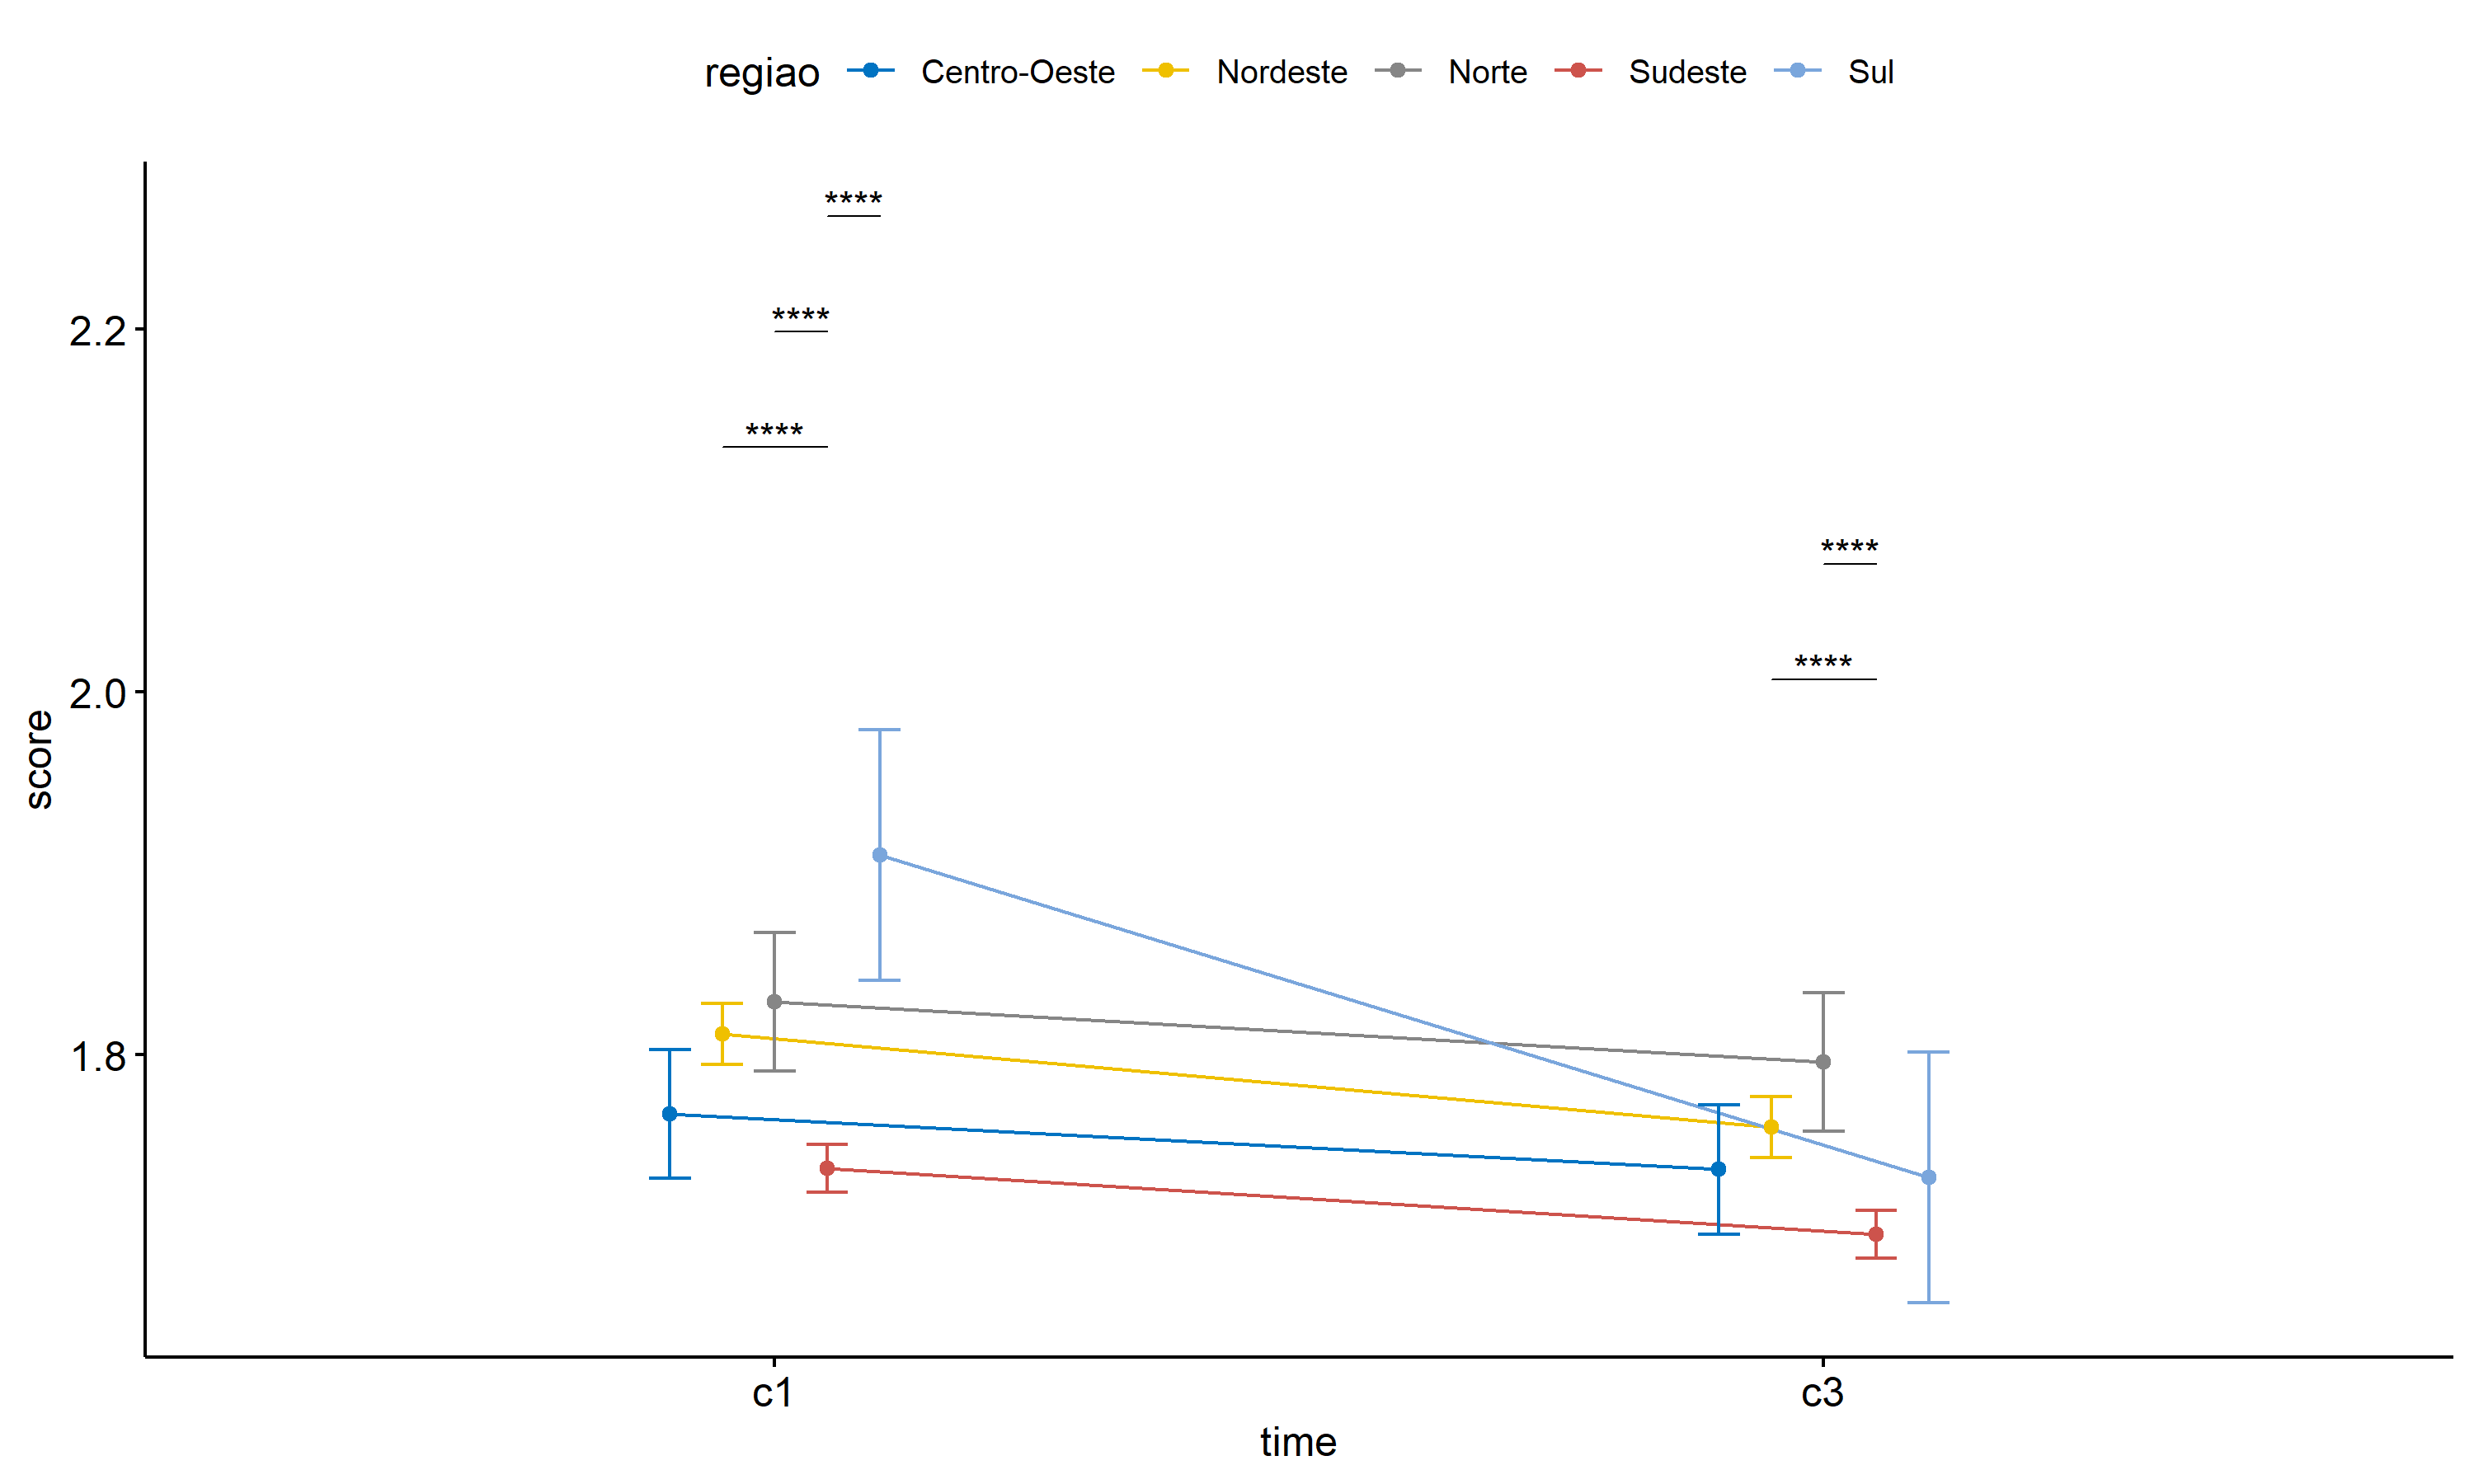 regiao Centro-Oeste Nordeste Norte Sudeste Sul
****
****
****
****
****
2.2
2.0
1.8
score
c1 c3
time